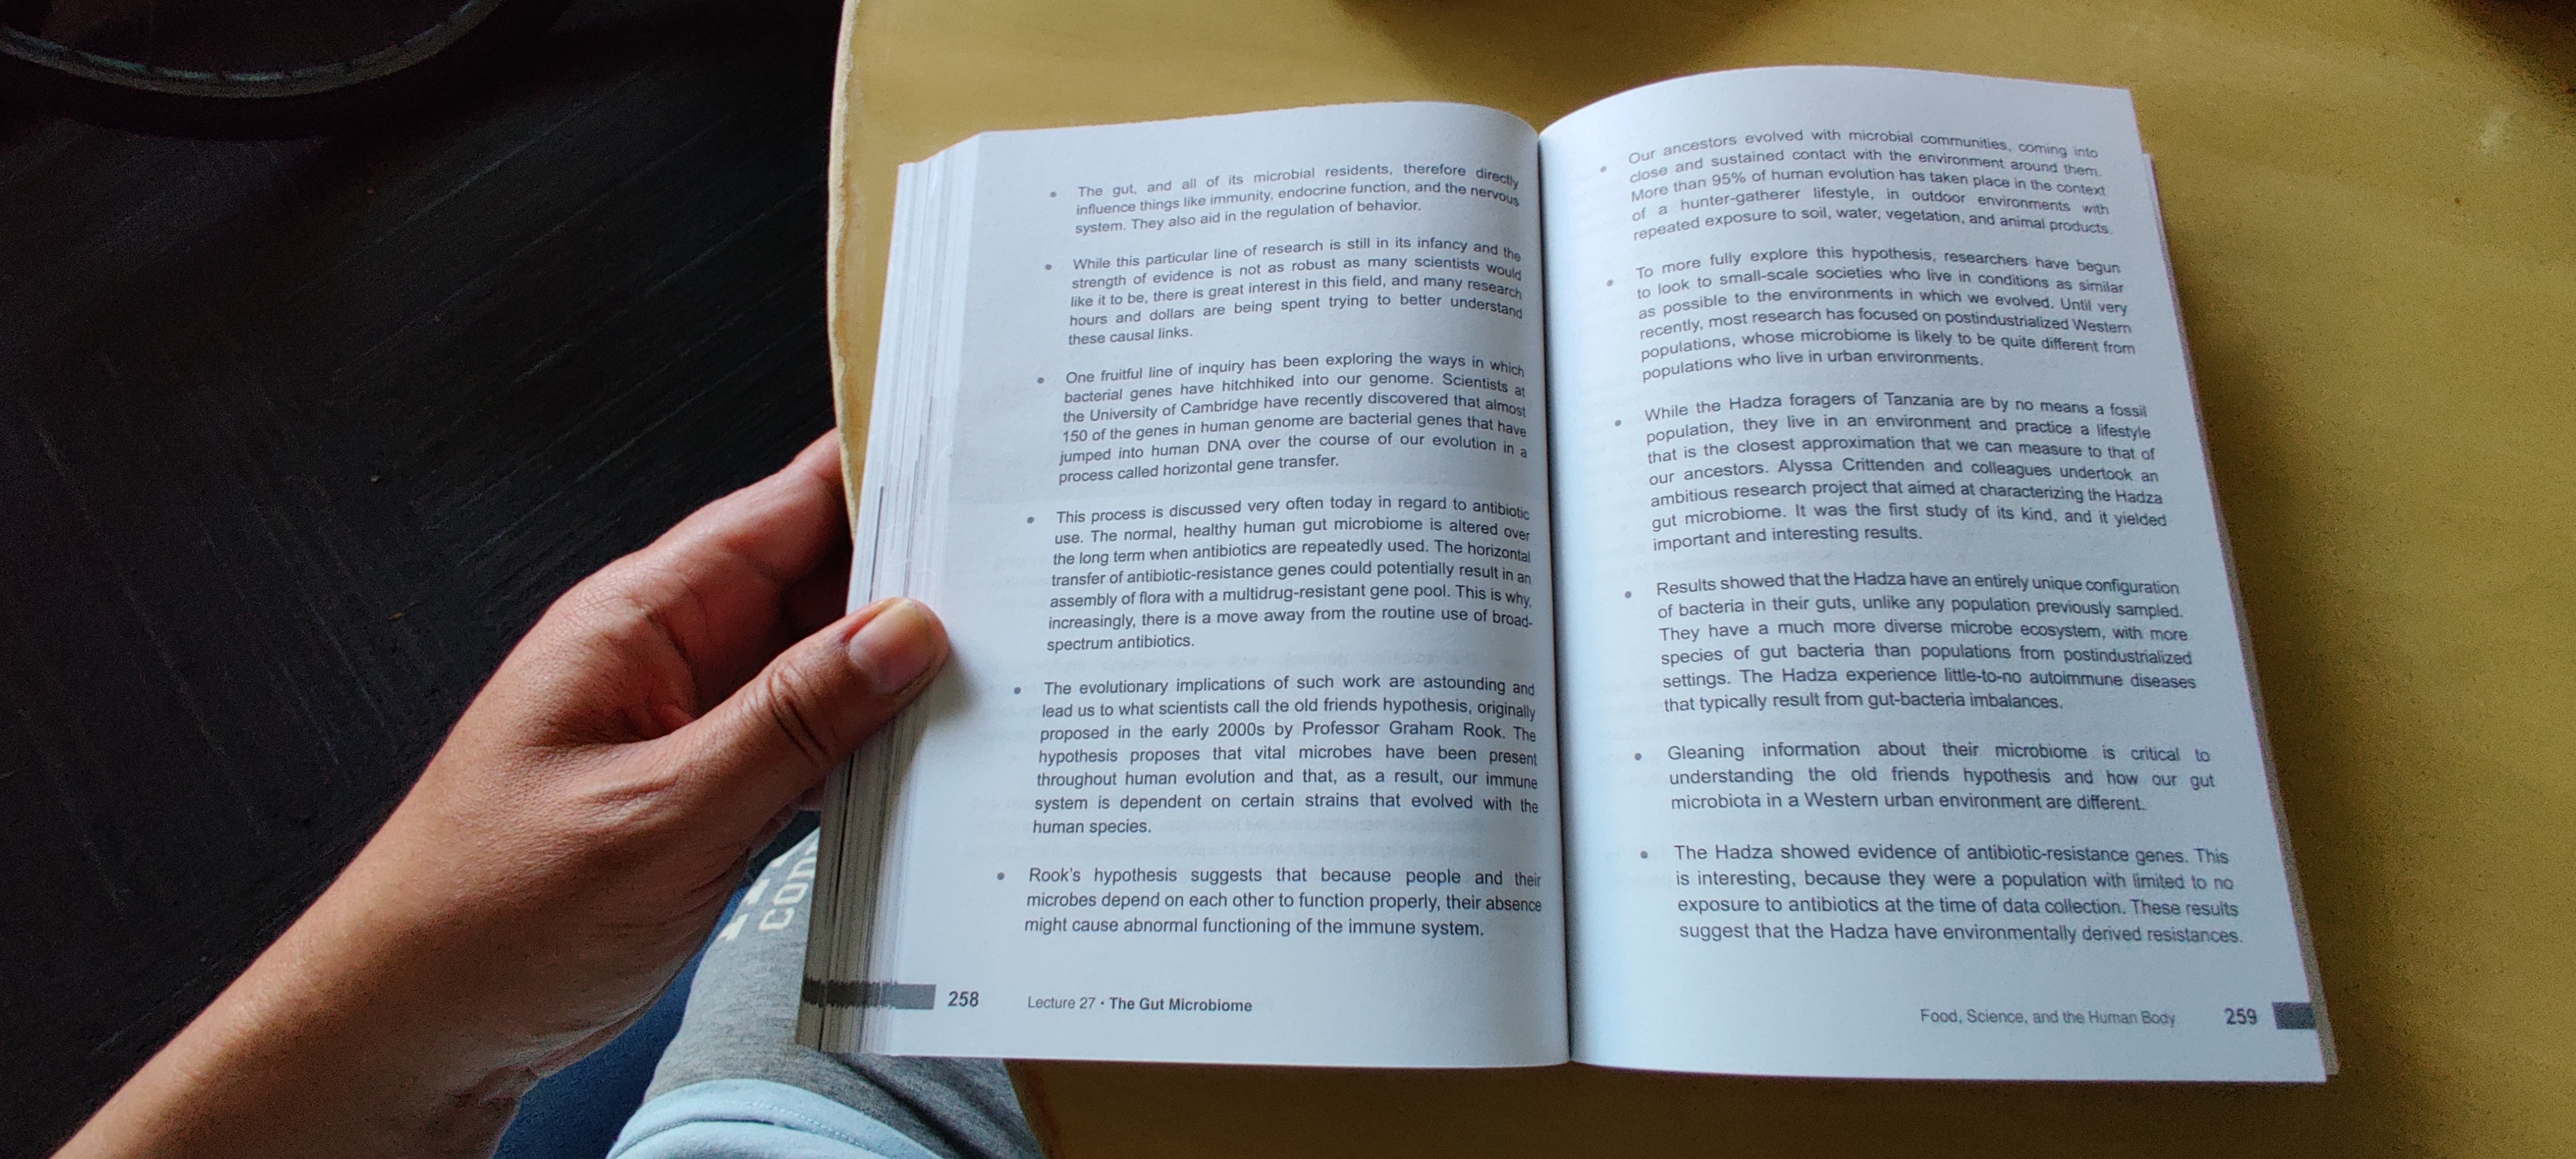 • The gut, and all of its microbial residents, therefore directly
influence things like immunity, endocrine function, and the nervous
system. They also aid in the regulation of behavior.
• While this particular line of research is still in its infancy and the
strength of evidence is not as robust as many scientists would
like it to be, there is great interest in this field, and many research
hours and dollars are being spent trying to better understand
these causal links.
• One fruitful line of inquiry has been exploring the ways in which
bacterial genes have hitchhiked into our genome. Scientists at
the University of Cambridge have recently discovered that almost
150 of the genes in human genome are bacterial genes that have
jumped into human DNA over the course of our evolution in a
process called horizontal gene transfer.
• This process is discussed very often today in regard to antibiotic
use. The normal, healthy human gut microbiome is altered over
the long term when antibiotics are repeatedly used. The horizontal
transfer of antibiotic-resistance genes could potentially result in an
assembly of flora with a multidrug-resistant gene pool. This is why,
increasingly, there is a move away from the routine use of broad-
spectrum antibiotics.
• The evolutionary implications of such work are astounding and
lead us to what scientists call the old friends hypothesis, originally
proposed in the early 2000s by Professor Graham Rook. The
hypothesis proposes that vital microbes have been present
throughout human evolution and that, as a result, our immune
system is dependent on certain strains that evolved with the
human species.
• Rook's hypothesis suggests that because people and their
microbes depend on each other to function properly, their absence
might cause abnormal functioning of the immune system.
258 Lecture 27 • The Gut Microbiome
• Our ancestors evolved with microbial communities, coming into
close and sustained contact with the environment around them.
More than 95% of human evolution has taken place in the context
of a hunter-gatherer lifestyle, in outdoor environments with
repeated exposure to soil, water, vegetation, and animal products.
• To more fully explore this hypothesis, researchers have begun
to look to small-scale societies who live in conditions as similar
as possible to the environments in which we evolved. Until very
recently, most research has focused on postindustrialized Western
populations, whose microbiome is likely to be quite different from
populations who live in urban environments.
• While the Hadza foragers of Tanzania are by no means a fossil
population, they live in an environment and practice a lifestyle
that is the closest approximation that we can measure to that of
our ancestors. Alyssa Crittenden and colleagues undertook an
ambitious research project that aimed at characterizing the Hadza
gut microbiome. It was the first study of its kind, and it yielded
important and interesting results.
• Results showed that the Hadza have an entirely unique configuration
of bacteria in their guts, unlike any population previously sampled.
They have a much more diverse microbe ecosystem, with more
species of gut bacteria than populations from postindustrialized
settings. The Hadza experience little-to-no autoimmune diseases
that typically result from gut-bacteria imbalances.
• Gleaning information about their microbiome is critical to
understanding the old friends hypothesis and how our gut
microbiota in a Western urban environment are different.
• The Hadza showed evidence of antibiotic-resistance genes. This
is interesting, because they were a population with limited to no
exposure to antibiotics at the time of data collection. These results
suggest that the Hadza have environmentally derived resistances.
Food, Science, and the Human Body 259